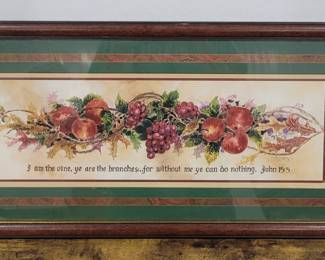 I am the vine, ye are the branches...for without me ye can do nothing. John 15:5